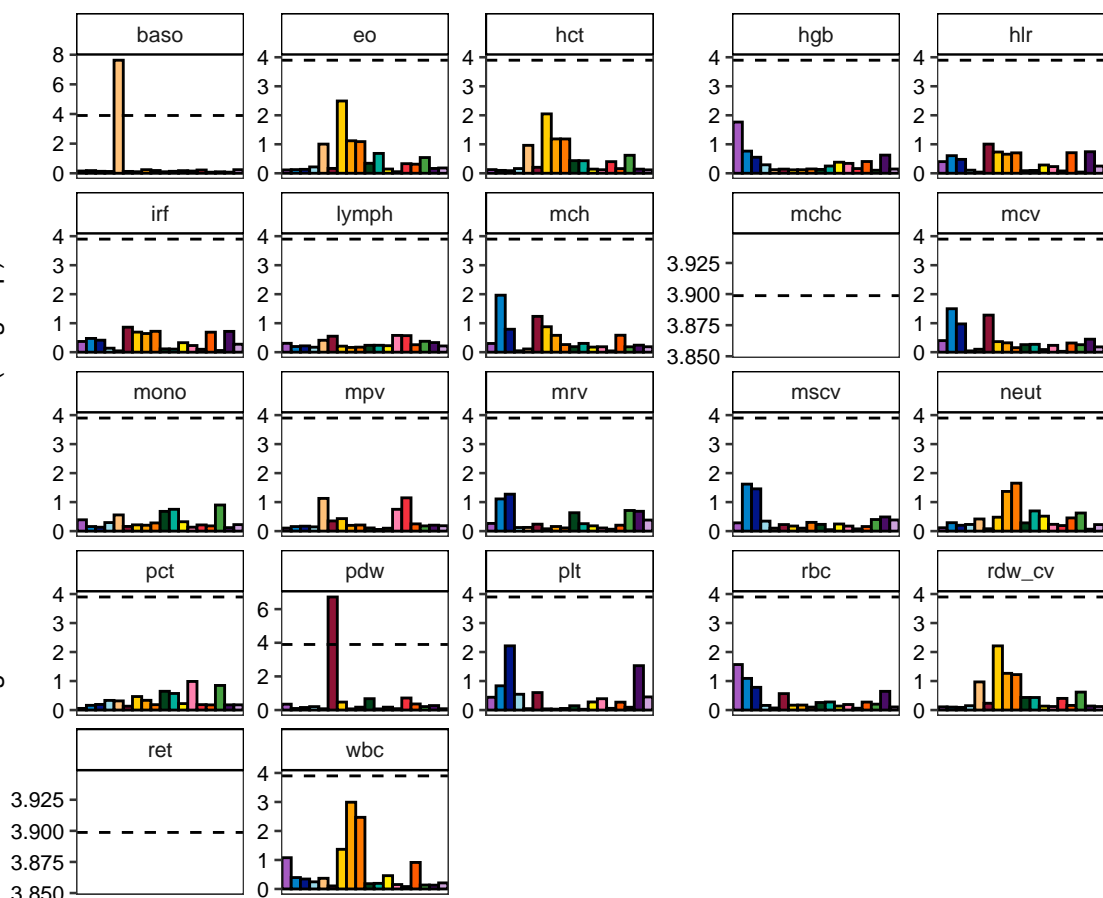 baso eo hct hgb hlr
8 6 4 2 0
4 3 2 1 0
4 3 2 1 0
4 3 2 1 0
4 3 2 1 0
irf lymph mch mchc mcv
4 3 2 1 0
4 3 2 1 0
4 3 2 1 0
3.925 3.900 3.875 3.850
4 3 2 1 0
mono mpv mrv mscv neut
4 3 2 1 0
4 3 2 1 0
4 3 2 1 0
4 3 2 1 0
4 3 2 1 0
pct pdw plt rbc rdw_cv
4 3 2 1 0
6 4 2 0
4 3 2 1 0
4 3 2 1 0
4 3 2 1 0
ret wbc
3.925 3.900 3.875 3.850
4 3 2 1 0